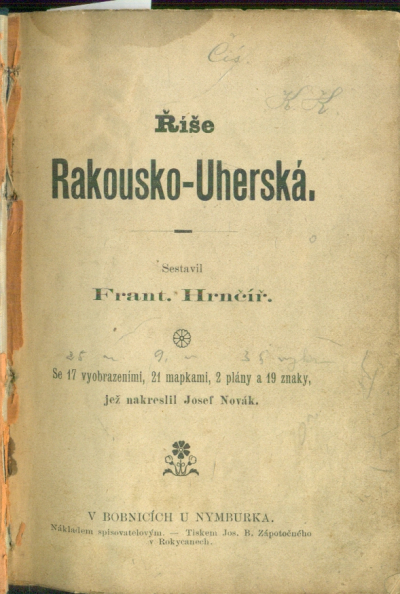 Čís.
K. K.
Říše
Rakousko-Uherská.
Sestavil
Frant. Hrnčíř.
Se 17 vyobrazeními, 21 mapkami, 2 plány a 19 znaky,
jež nakreslil Josef Novák.
V BOBNICÍCH U NYMBURKA.
Nákladem spisovatelovým. — Tiskem Jos. B. Zápotočného
v Rokycanech.